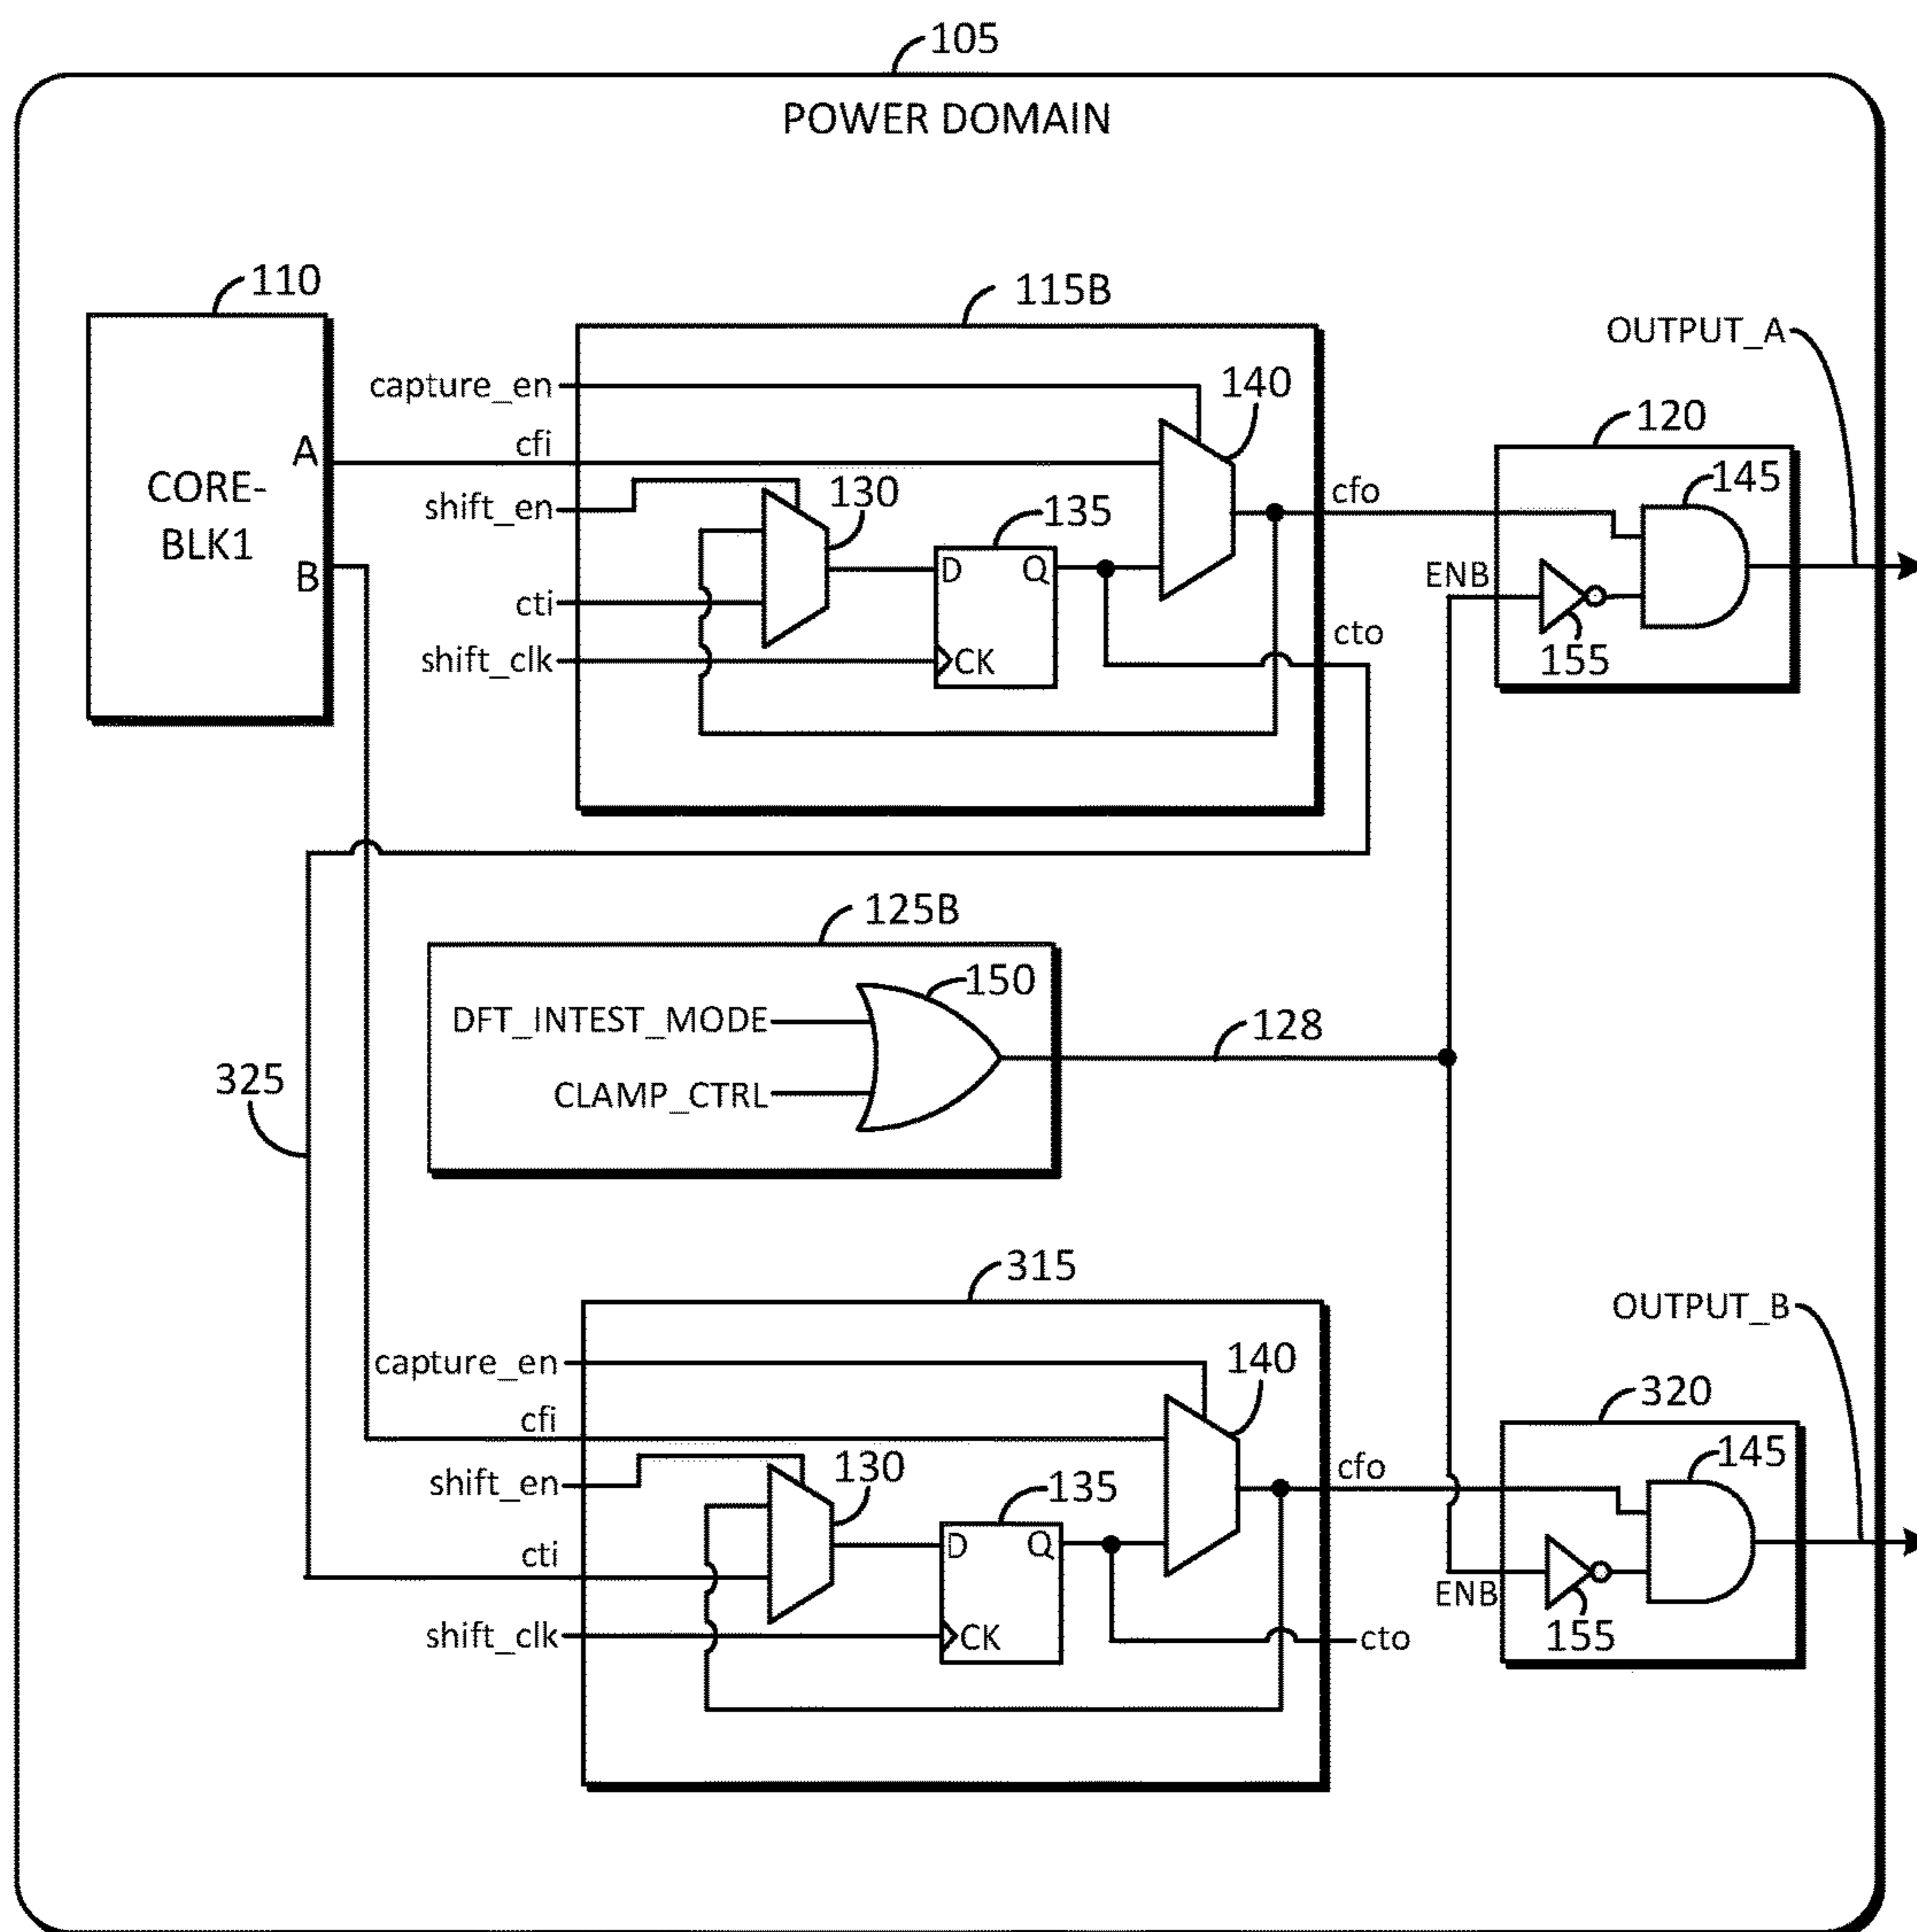 105
POWER DOMAIN
110
CORE-
BLK1
A
B
115B
capture_en
cfi
shift_en
cti
shift_clk
130
135
D
Q
CK
140
cfo
cto
OUTPUT_A
120
145
ENB
155
125B
DFT_INTEST_MODE
CLAMP_CTRL
150
128
325
315
capture_en
cfi
shift_en
cti
shift_clk
130
135
D
Q
CK
140
cfo
cto
OUTPUT_B
320
145
ENB
155